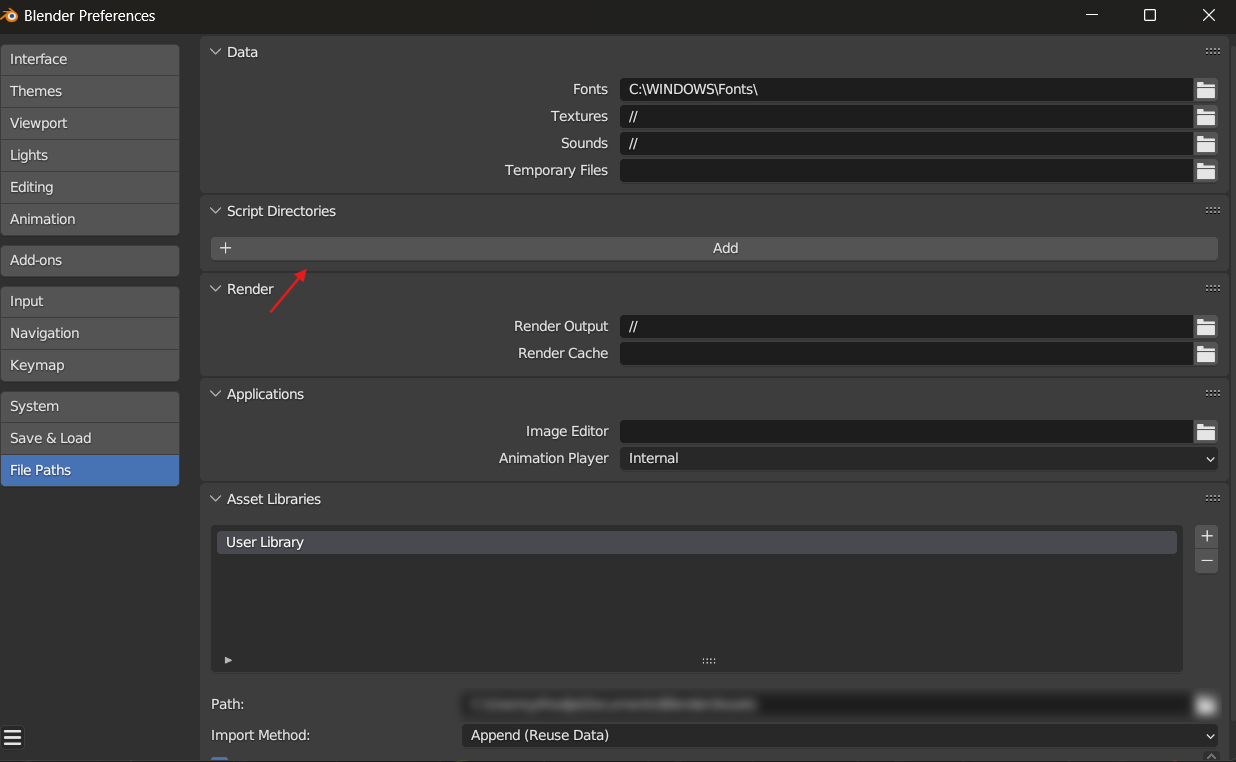 Blender Preferences
Interface
Themes
Viewport
Lights
Editing
Animation
Add-ons
Input
Navigation
Keymap
System
Save & Load
File Paths
Data
Fonts C:\WINDOWS\Fonts\
Textures //
Sounds //
Temporary Files
Script Directories
+ Add
Render
Render Output //
Render Cache
Applications
Image Editor
Animation Player Internal
Asset Libraries
User Library
Path:
Import Method: Append (Reuse Data)